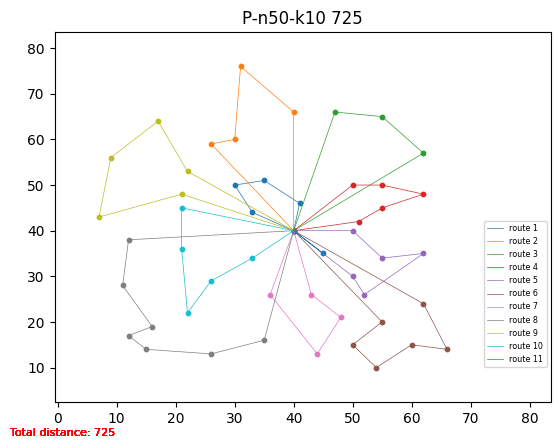 P-n50-k10 725
80
70
60
50
40
30
20
10
0 10 20 30 40 50 60 70 80
route 1
route 2
route 3
route 4
route 5
route 6
route 7
route 8
route 9
route 10
route 11
Total distance: 725